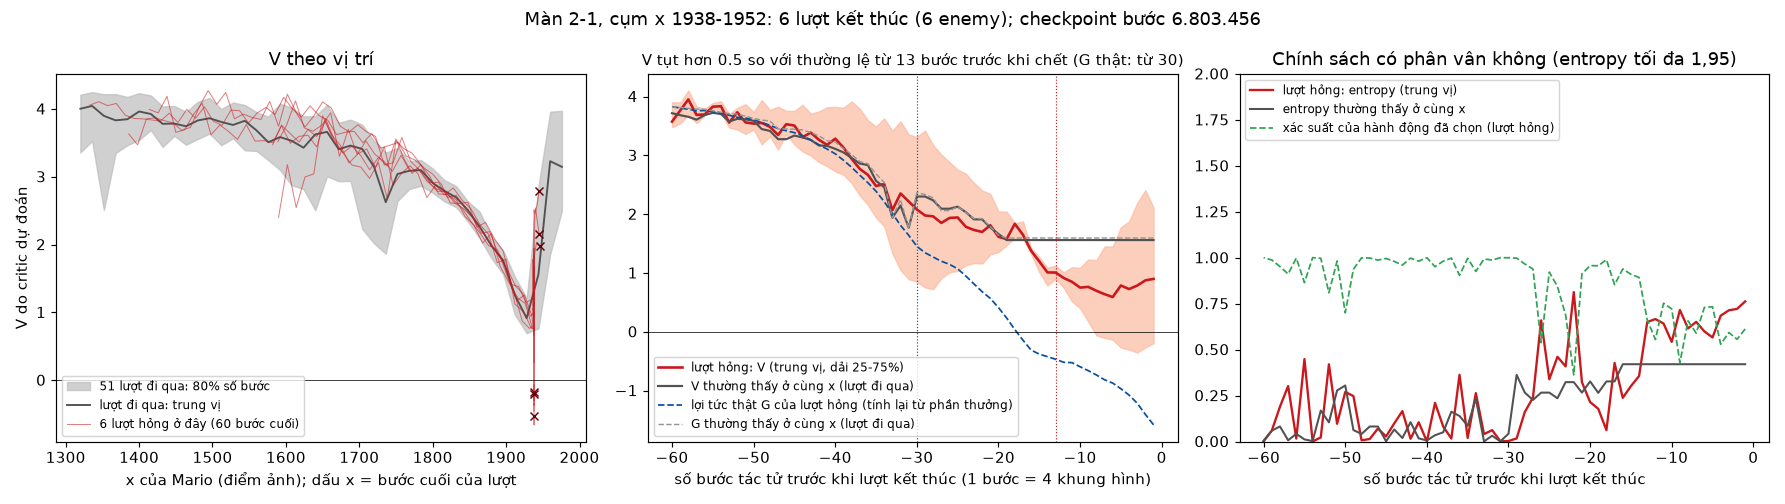 Màn 2-1, cụm x 1938-1952: 6 lượt kết thúc (6 enemy); checkpoint bước 6.803.456
V theo vị trí
V do critic dự đoán
4
3
2
1
0
51 lượt đi qua: 80% số bước
lượt đi qua: trung vị
6 lượt hỏng ở đây (60 bước cuối)
1300 1400 1500 1600 1700 1800 1900 2000
x của Mario (điểm ảnh); dấu x = bước cuối của lượt
V tụt hơn 0.5 so với thường lệ từ 13 bước trước khi chết (G thật: từ 30)
4
3
2
1
0
−1
lượt hỏng: V (trung vị, dải 25-75%)
V thường thấy ở cùng x (lượt đi qua)
lợi tức thật G của lượt hỏng (tính lại từ phần thưởng)
G thường thấy ở cùng x (lượt đi qua)
−60 −50 −40 −30 −20 −10 0
số bước tác tử trước khi lượt kết thúc (1 bước = 4 khung hình)
Chính sách có phân vân không (entropy tối đa 1,95)
2.00
1.75
1.50
1.25
1.00
0.75
0.50
0.25
0.00
lượt hỏng: entropy (trung vị)
entropy thường thấy ở cùng x
xác suất của hành động đã chọn (lượt hỏng)
−60 −50 −40 −30 −20 −10 0
số bước tác tử trước khi lượt kết thúc